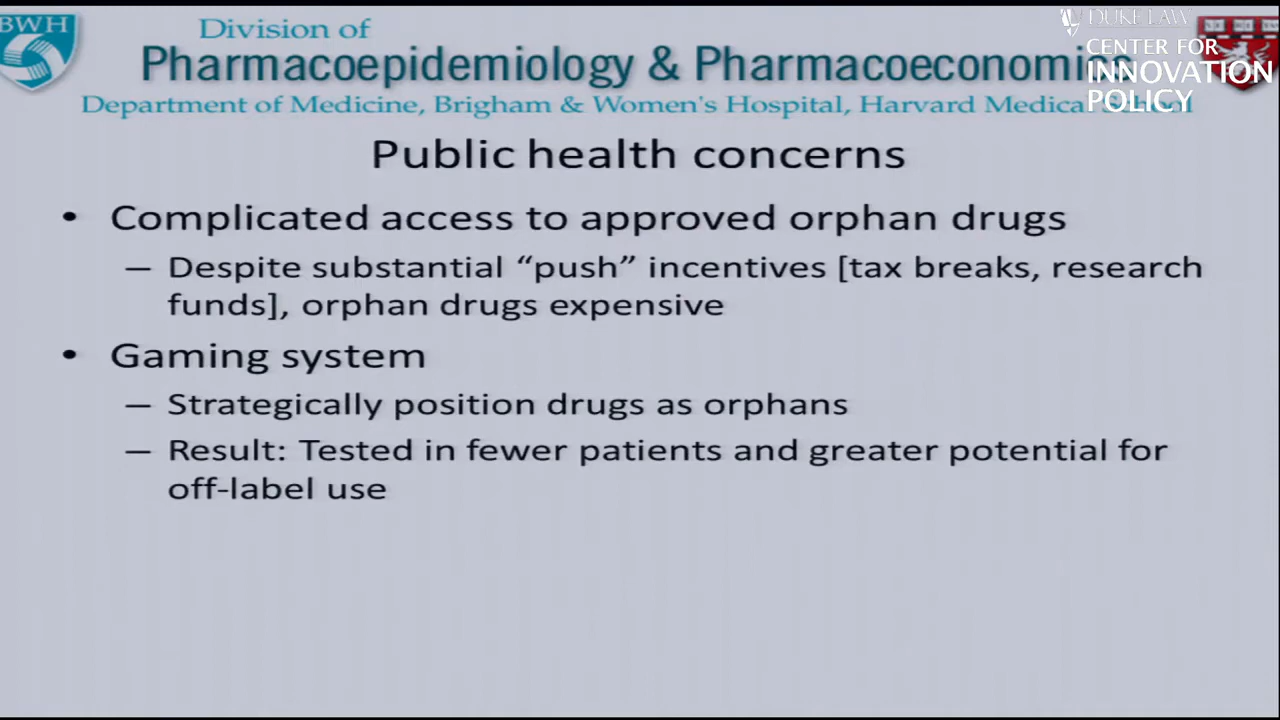 BWH
Division of
Pharmacoepidemiology & Pharmacoeconomi
Department of Medicine, Brigham & Women's Hospital, Harvard Medical School
DUKE LAW
CENTER FOR
INNOVATION
POLICY
Public health concerns
• Complicated access to approved orphan drugs
– Despite substantial “push” incentives [tax breaks, research
funds], orphan drugs expensive
• Gaming system
– Strategically position drugs as orphans
– Result: Tested in fewer patients and greater potential for
off-label use